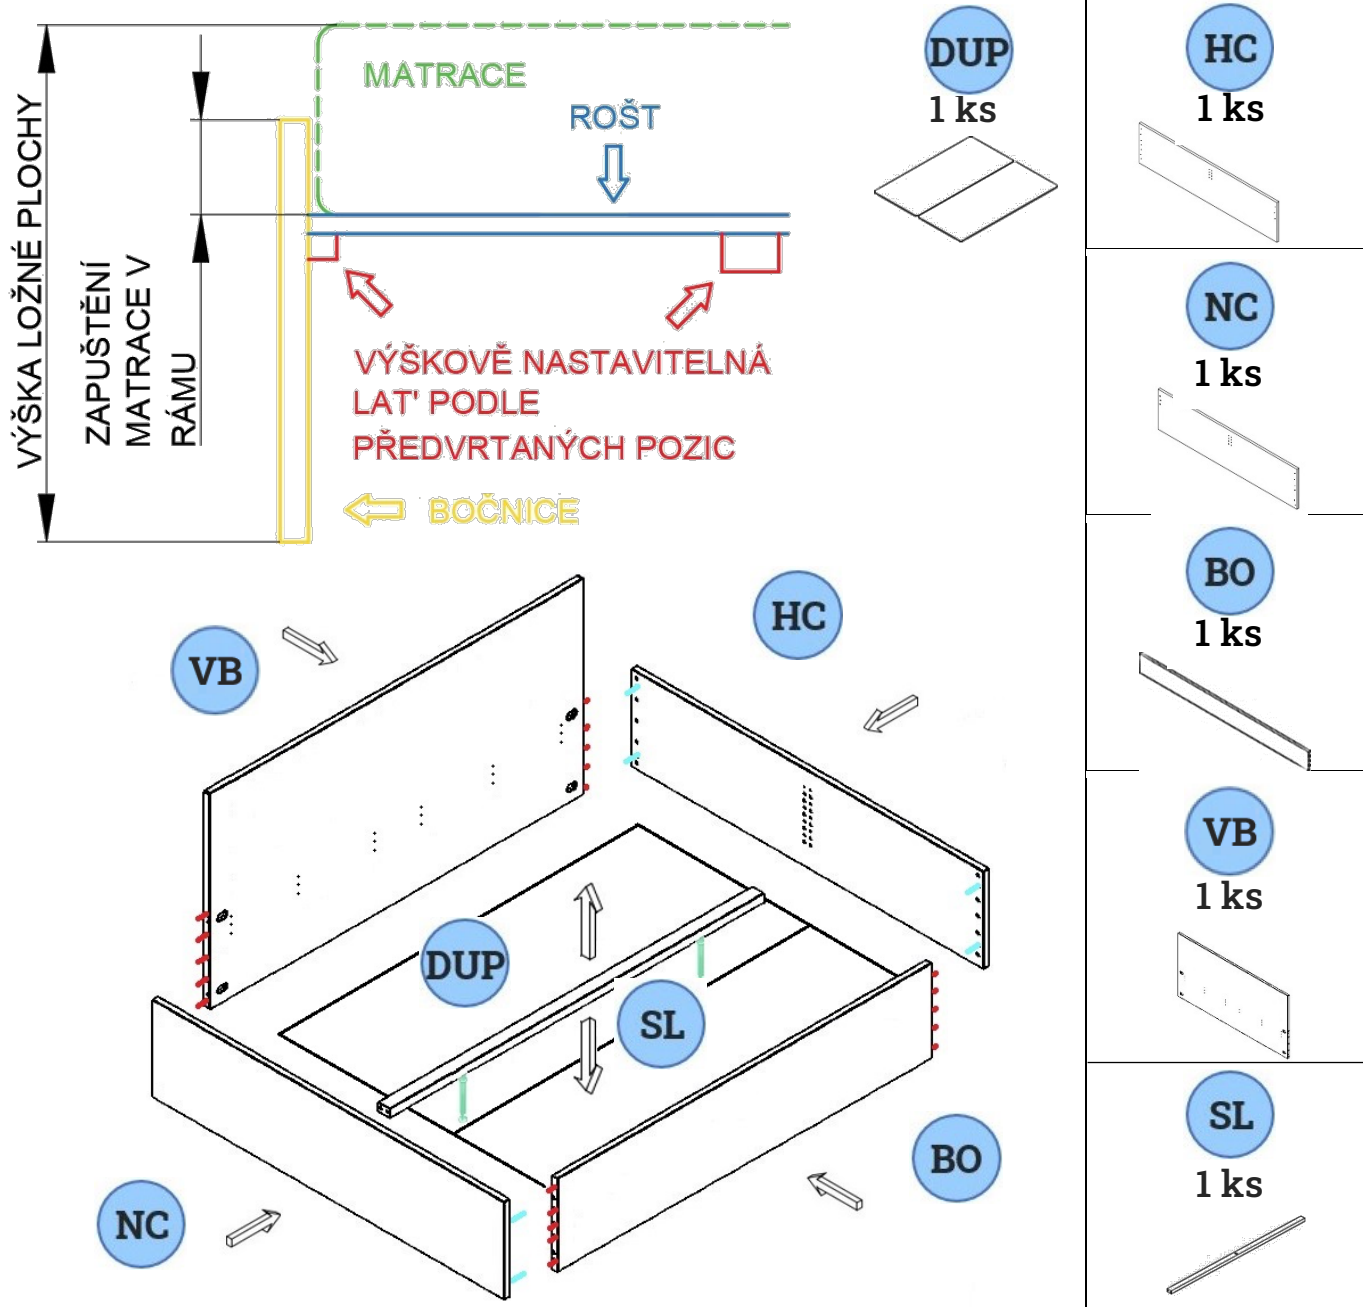 VÝŠKA LOŽNÉ PLOCHY
ZAPUŠTĚNÍ
MATRACE V
RÁMU
MATRACE
ROŠT
VÝŠKOVĚ NASTAVITELNÁ
LAT' PODLE
PŘEDVRTANÝCH POZIC
BOČNICE
DUP
1 ks
HC
1 ks
NC
1 ks
BO
1 ks
VB
1 ks
SL
1 ks
VB
HC
DUP
SL
BO
NC